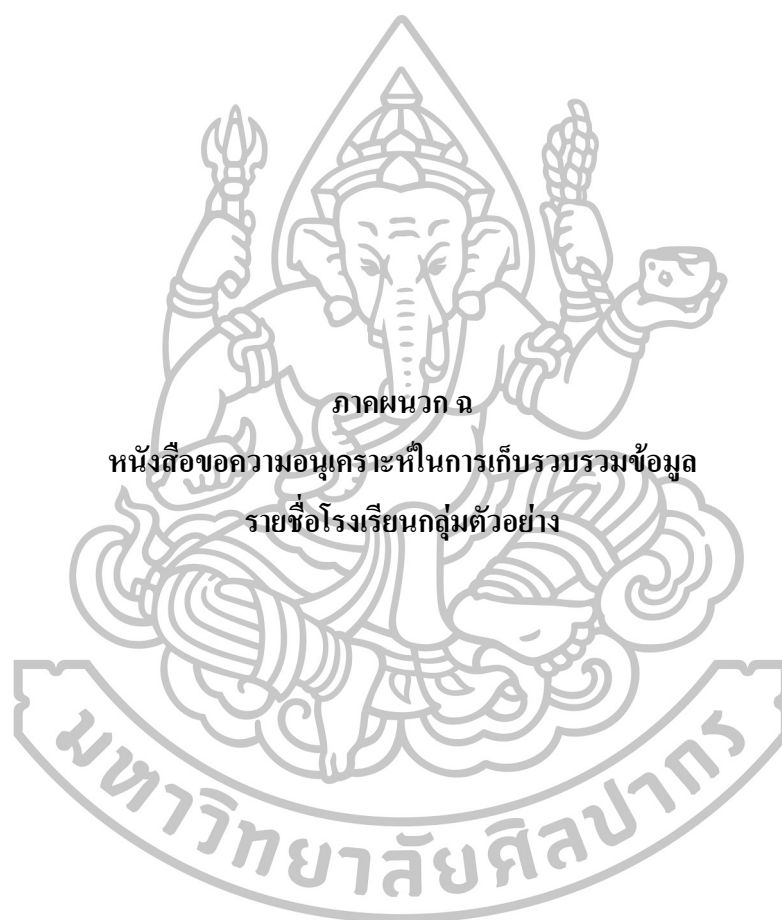 ภาคผนวก ฉ
หนังสือขอความอนุเคราะห์ในการเก็บรวบรวมข้อมูล
รายชื่อโรงเรียนกลุ่มตัวอย่าง
มหาวิทยาลัยศิลปากร